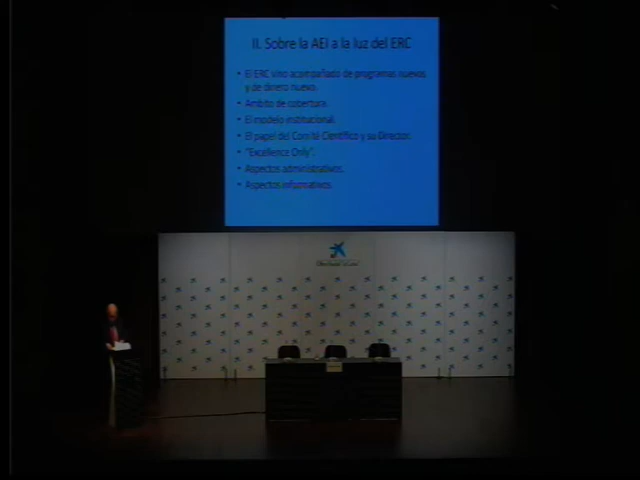 II. Sobre la AEI a la luz del ERC
• El ERC vino acompañado de programas nuevos
y de dinero nuevo.
• Ambito de cobertura.
• El modelo institucional.
• El papel del Comité Científico y su Director.
• "Excellence Only".
• Aspectos administrativos.
• Aspectos informativos.